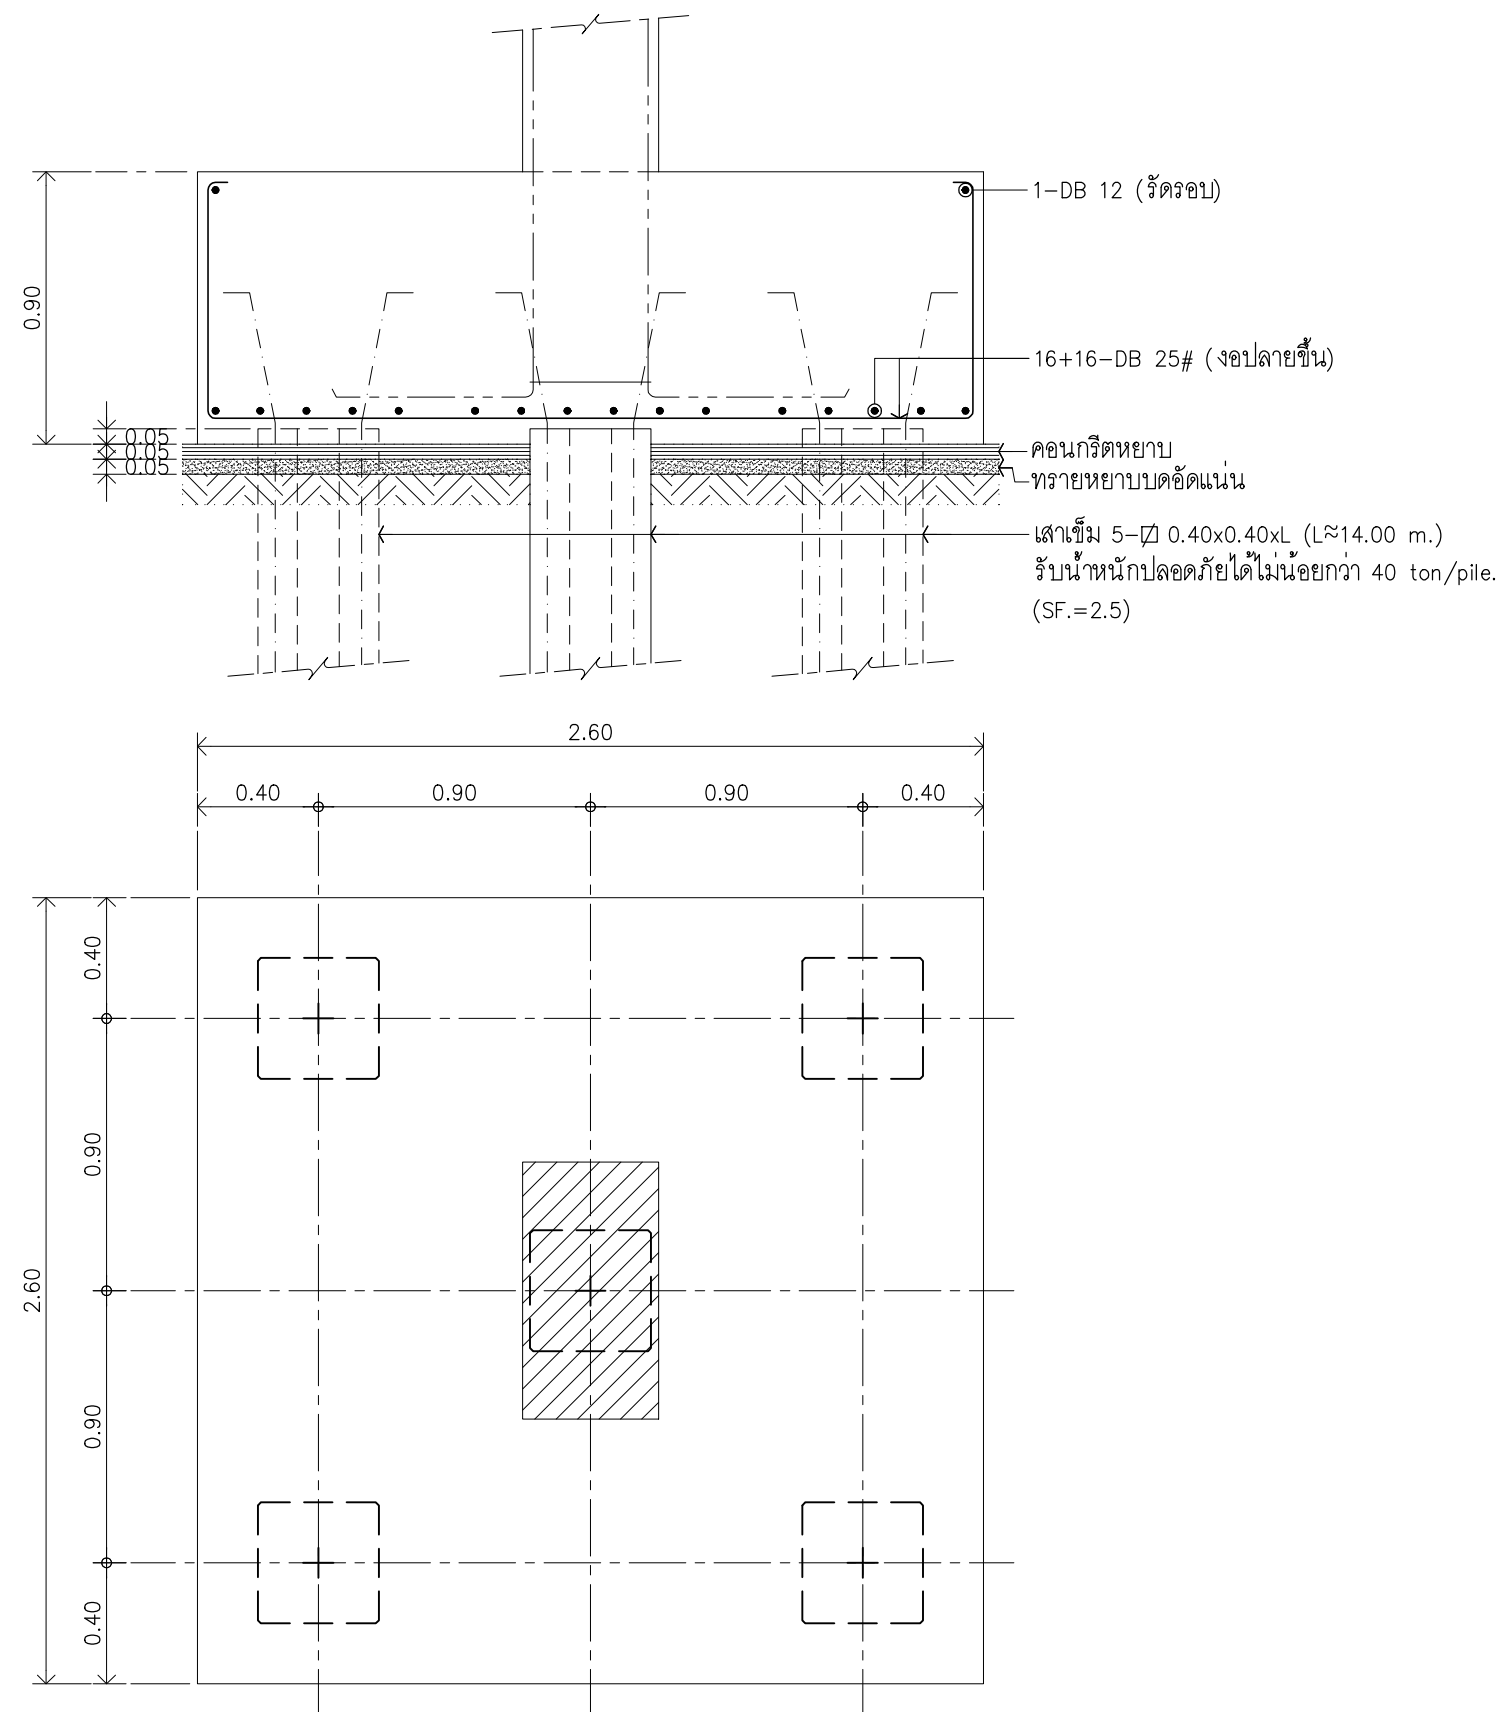 1-DB 12 (รัดรอบ)
0.90
16+16-DB 25# (งอปลายขึ้น)
0.05
0.05
0.05
คอนกรีตหยาบ
ทรายหยาบบดอัดแน่น
เสาเข็ม 5-⍁ 0.40x0.40xL (L≈14.00 m.)
รับน้ำหนักปลอดภัยได้ไม่น้อยกว่า 40 ton/pile.
(SF.=2.5)
2.60
0.40 0.90 0.90 0.40
0.40
0.90
2.60
0.90
0.40